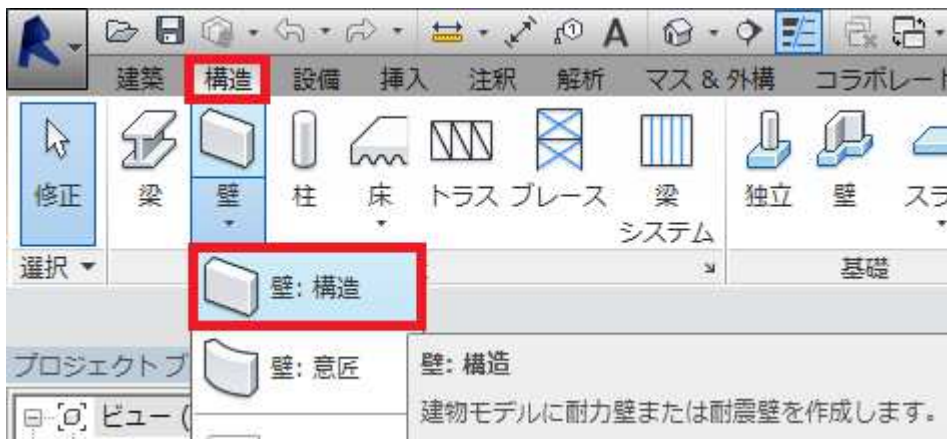 建築 構造 設備 挿入 注釈 解析 マス & 外構 コラボレート
修正 梁 壁 柱 床 トラス ブレース 梁 システム 独立 壁 スラ
選択 基礎
壁: 構造
プロジェクト ブ
壁: 意匠
壁: 構造
ビュー (
建物モデルに耐力壁または耐震壁を作成します。